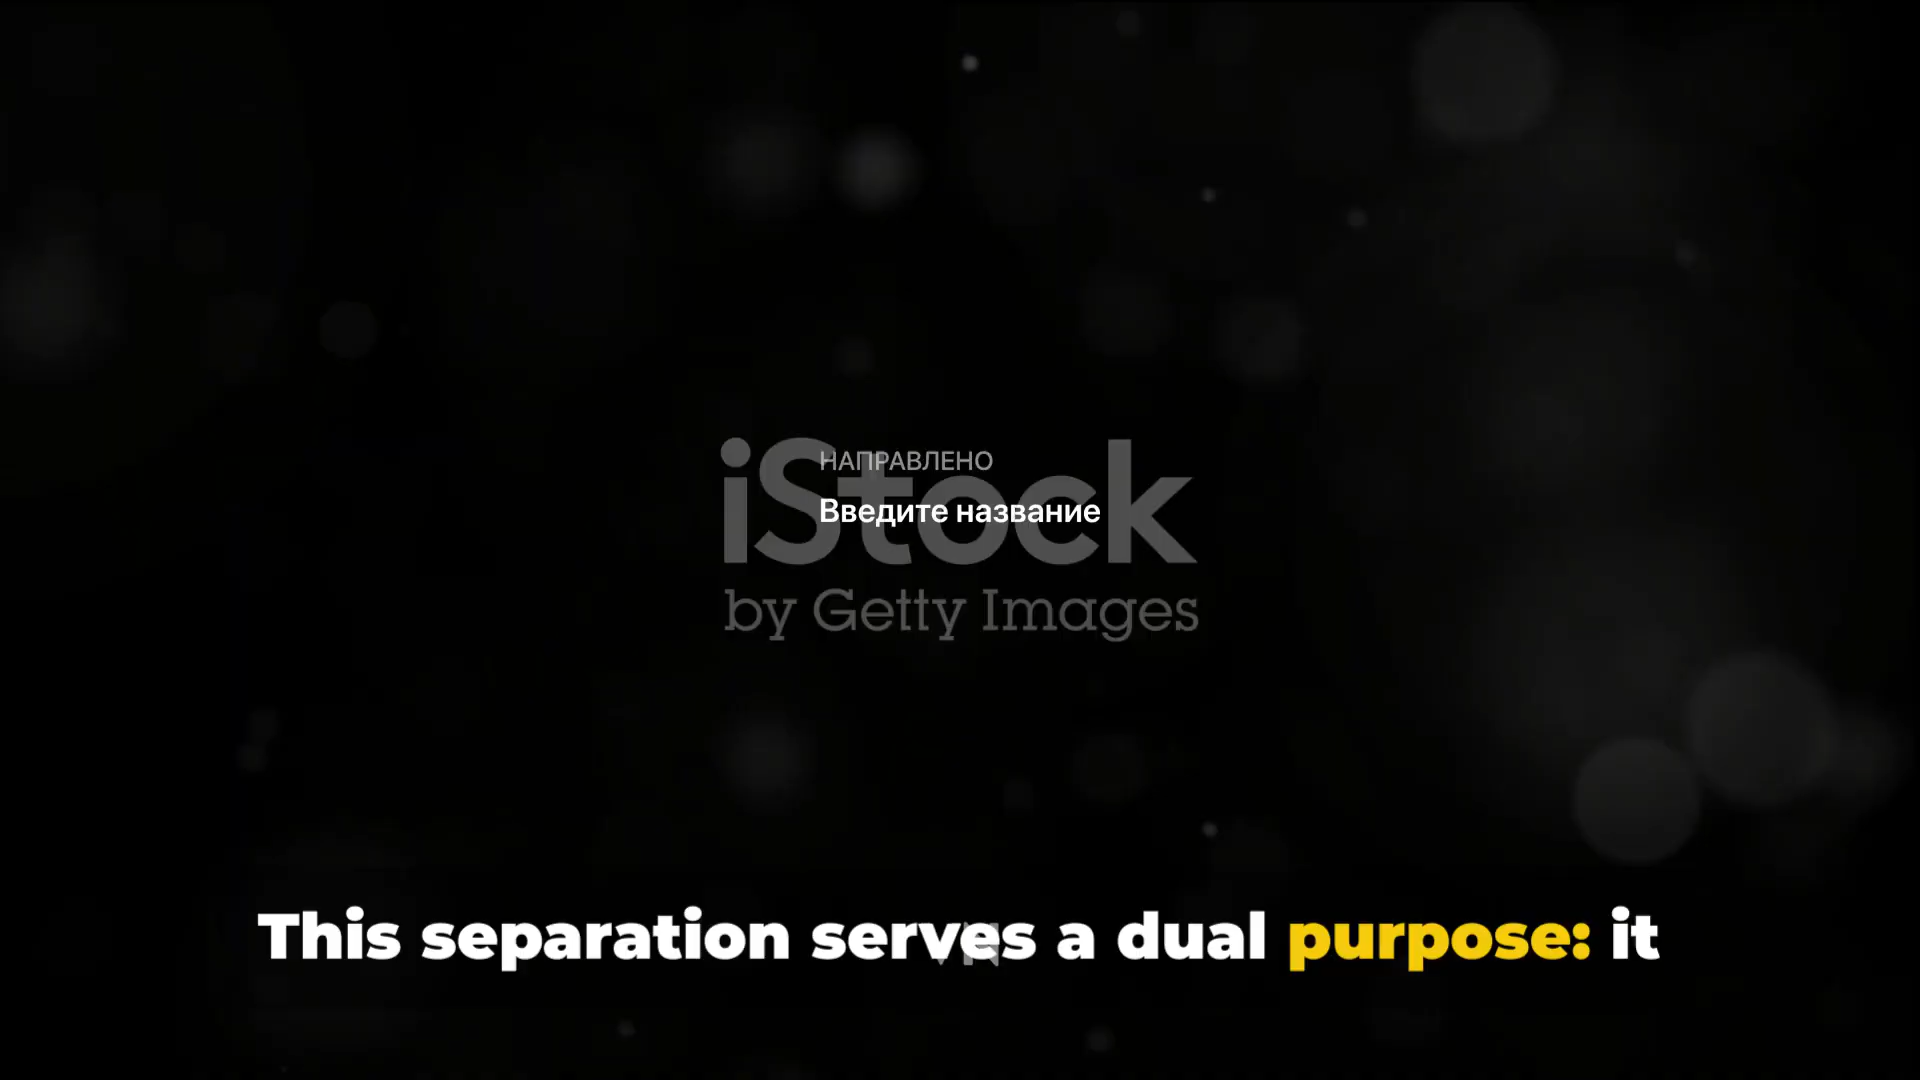 НАПРАВЛЕНО
iStock
Введите название
by Getty Images
This separation serves a dual purpose: it